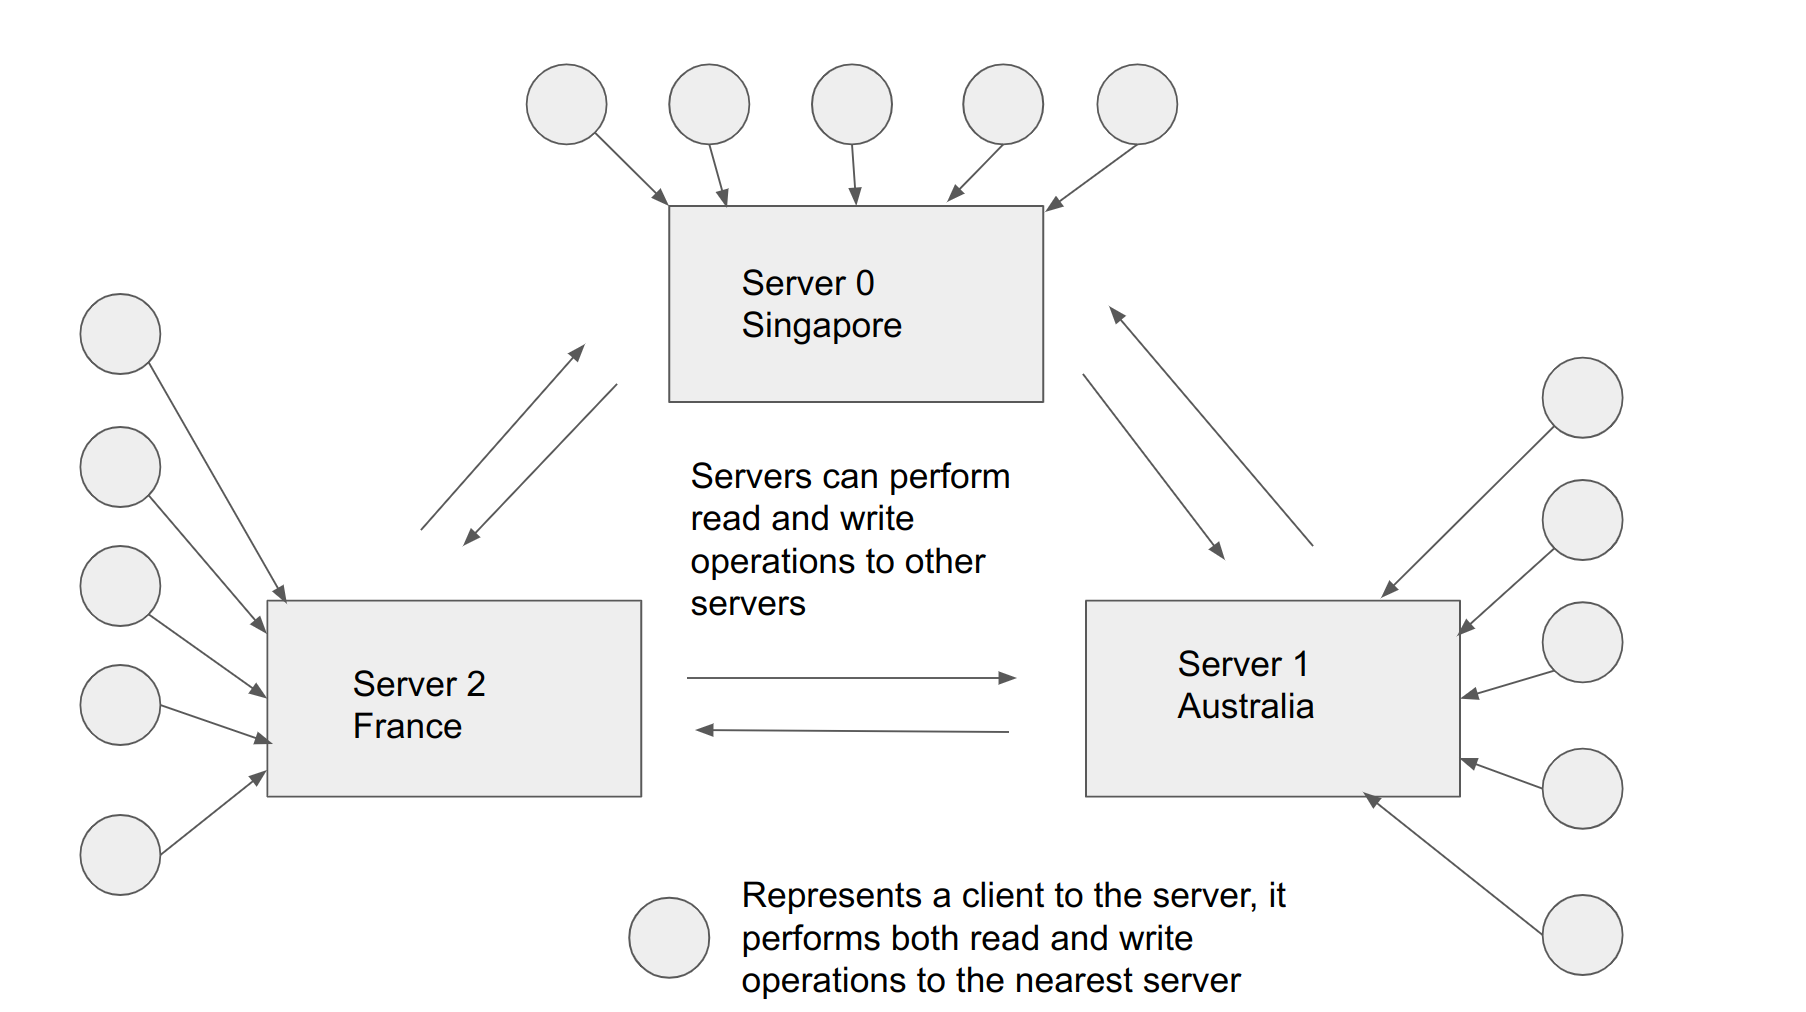 Server 0
Singapore
Servers can perform
read and write
operations to other
servers
Server 2
France
Server 1
Australia
Represents a client to the server, it
performs both read and write
operations to the nearest server